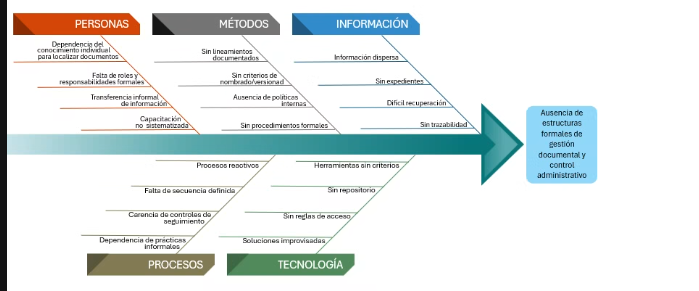 PERSONAS
MÉTODOS
INFORMACIÓN
Dependencia del
conocimiento individual
para localizar documentos
Falta de roles y
responsabilidades formales
Transferencia informal
de información
Capacitación
no sistematizada
Sin lineamientos
documentados
Sin criterios de
nombrado/versionad
Ausencia de políticas
internas
Sin procedimientos formales
Información dispersa
Sin expedientes
Difícil recuperación
Sin trazabilidad
Ausencia de
estructuras
formales de
gestión
documental y
control
administrativo
Procesos reactivos
Falta de secuencia definida
Carencia de controles de
seguimiento
Dependencia de prácticas
informales
Herramientas sin criterios
Sin repositorio
Sin reglas de acceso
Soluciones improvisadas
PROCESOS
TECNOLOGÍA